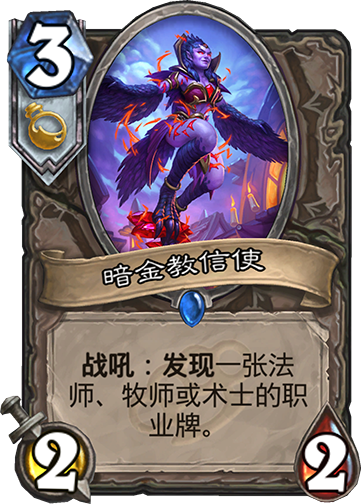 3
暗金教信使
战吼：发现一张法
师、牧师或术士的职
业牌。
2
2